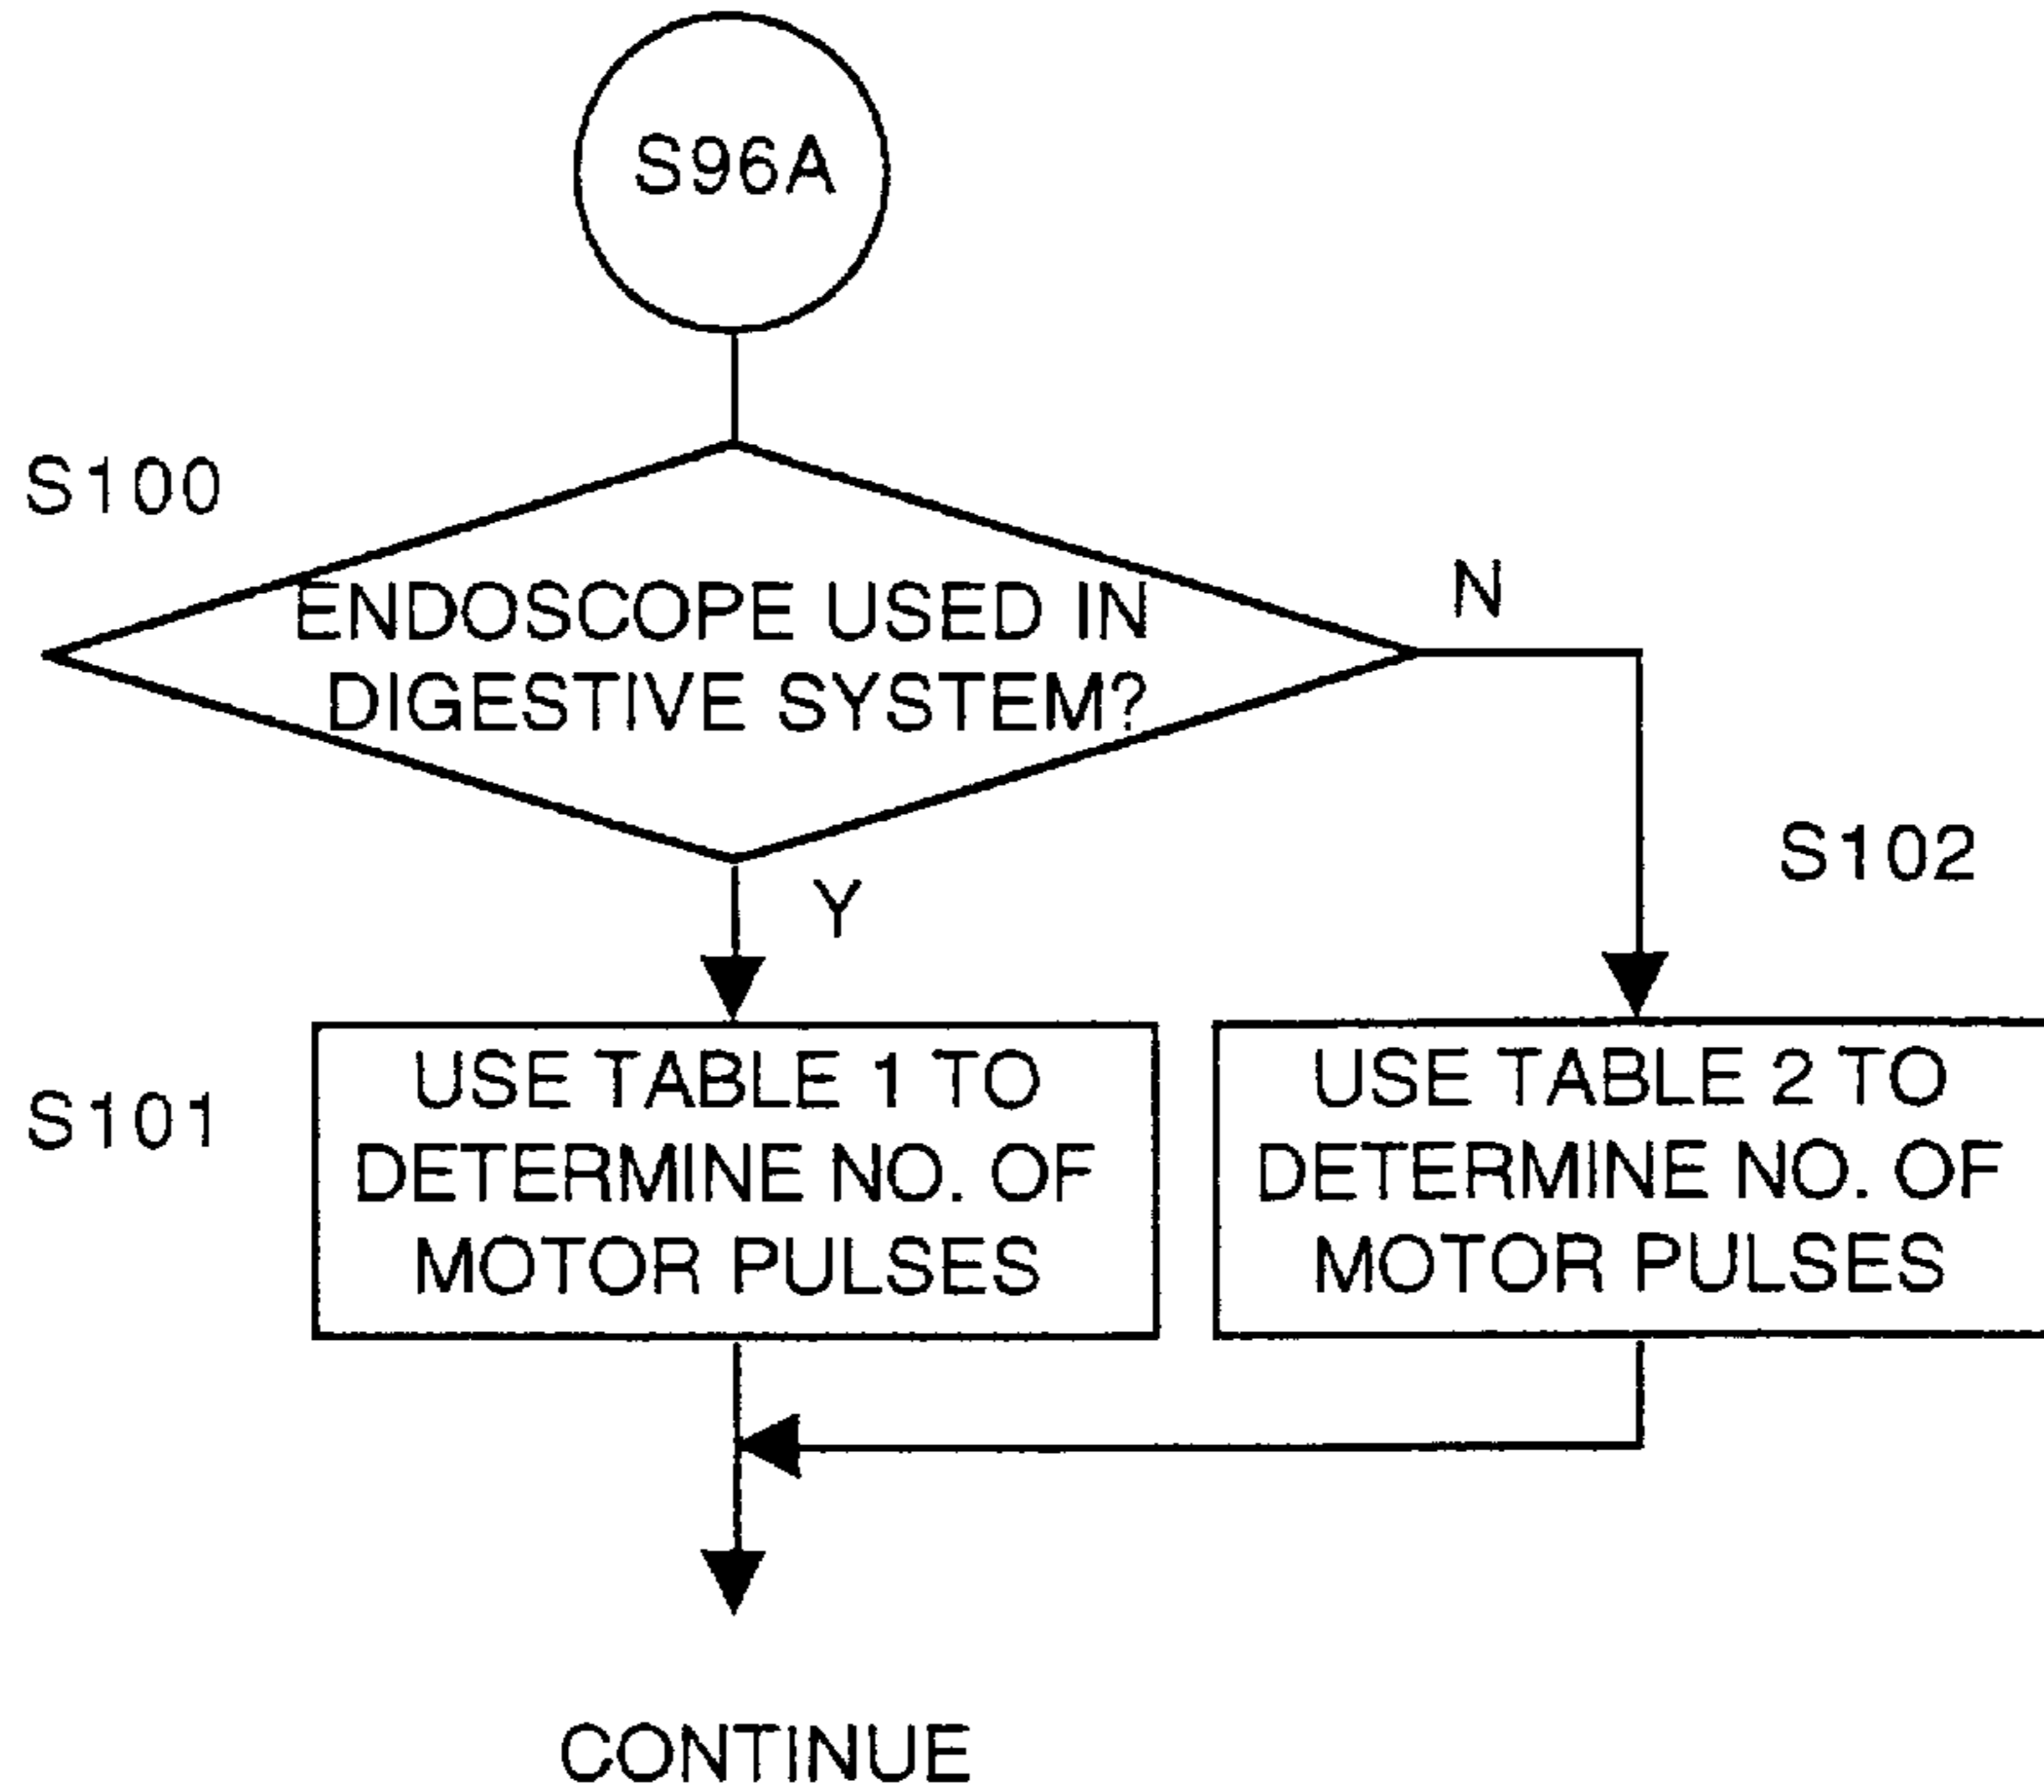 S96A
S100
ENDOSCOPE USED IN
DIGESTIVE SYSTEM?
N
Y
S102
S101
USE TABLE 1 TO
DETERMINE NO. OF
MOTOR PULSES
USE TABLE 2 TO
DETERMINE NO. OF
MOTOR PULSES
CONTINUE